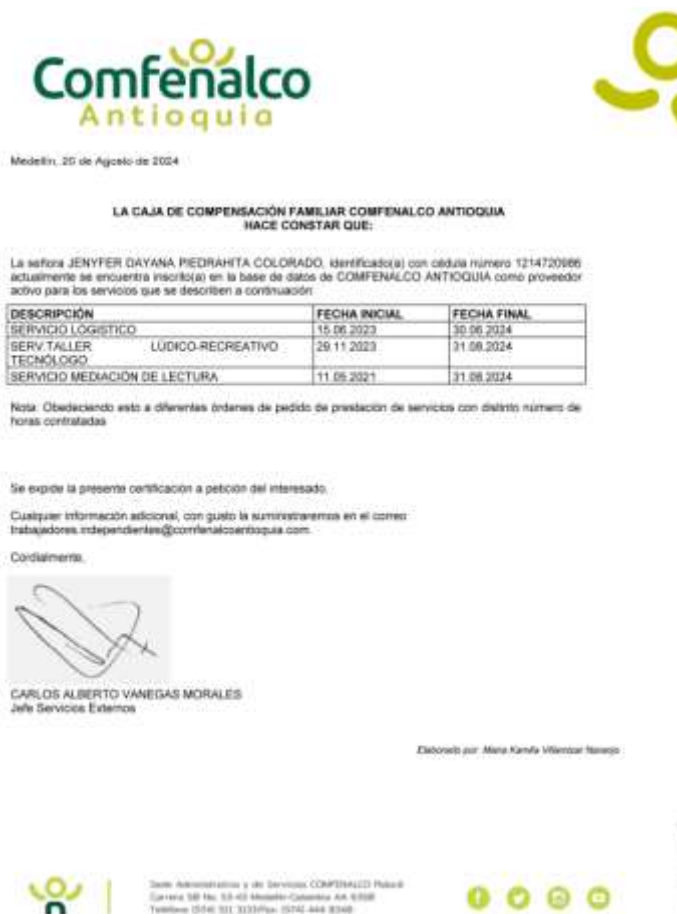 Comfenalco
Antioquia
Medellín, 20 de Agosto de 2024
LA CAJA DE COMPENSACIÓN FAMILIAR COMFENALCO ANTIOQUIA
HACE CONSTAR QUE:
La señora JENYFER DAYANA PIEDRAHITA COLORADO, identificado(a) con cédula número 1214720986
actualmente se encuentra inscrito(a) en la base de datos de COMFENALCO ANTIOQUIA como proveedor
activo para los servicios que se describen a continuación:
DESCRIPCIÓN FECHA INICIAL FECHA FINAL
SERVICIO LOGISTICO 15.06.2023 30.06.2024
SERV.TALLER LÚDICO-RECREATIVO 29.11.2023 31.08.2024
TECNÓLOGO
SERVICIO MEDIACIÓN DE LECTURA 11.05.2021 31.08.2024
Nota: Obedeciendo esto a diferentes órdenes de pedido de prestación de servicios con distinto número de
horas contratadas
Se expide la presente certificación a petición del interesado.
Cualquier información adicional, con gusto la suministraremos en el correo:
trabajadores.independientes@comfenalcoantioquia.com.
Cordialmente,
CARLOS ALBERTO VANEGAS MORALES
Jefe Servicios Externos
Elaborado por: Maria Kamila Villamizar Naranjo
Sede Administrativa y de Servicios COMFENALCO Palacé
Carrera 50 No. 53-43 Medellín-Colombia AA 9308